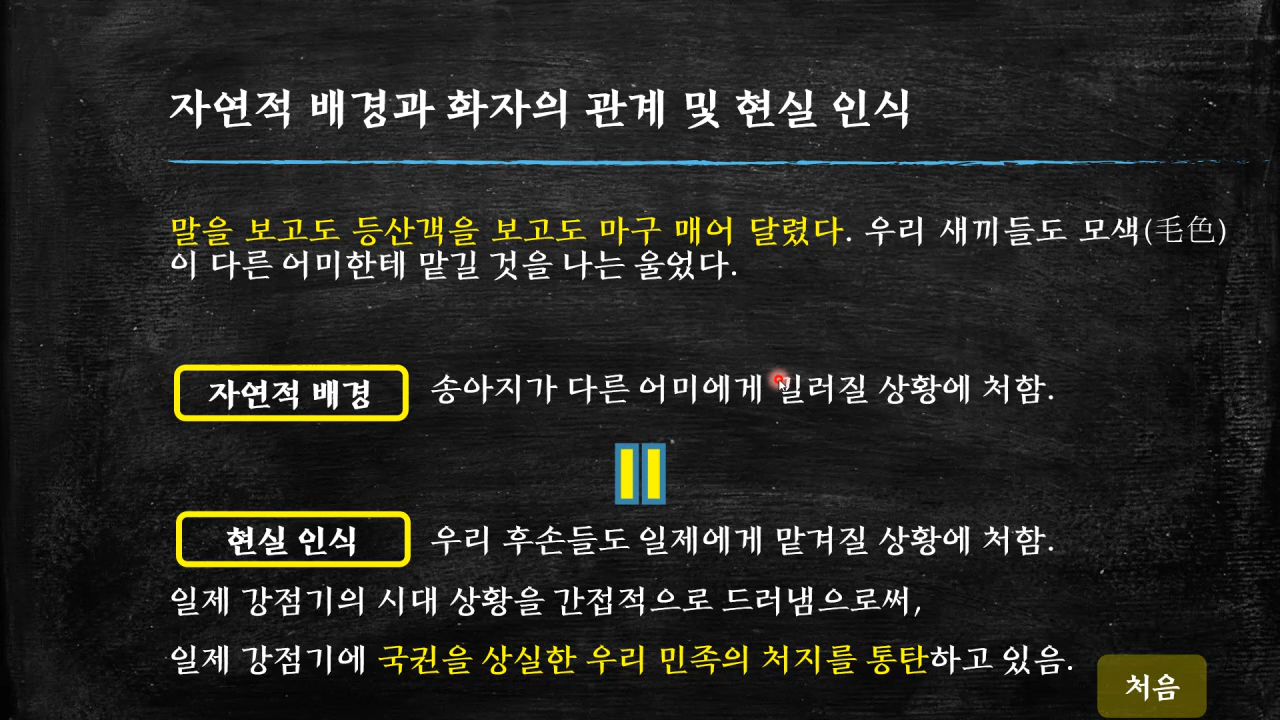 자연적 배경과 화자의 관계 및 현실 인식
말을 보고도 등산객을 보고도 마구 매어 달렸다. 우리 새끼들도 모색(毛色)
이 다른 어미한테 맡길 것을 나는 울었다.
자연적 배경 송아지가 다른 어미에게 길러질 상황에 처함.
현실 인식 우리 후손들도 일제에게 맡겨질 상황에 처함.
일제 강점기의 시대 상황을 간접적으로 드러냄으로써,
일제 강점기에 국권을 상실한 우리 민족의 처지를 통탄하고 있음.
처음